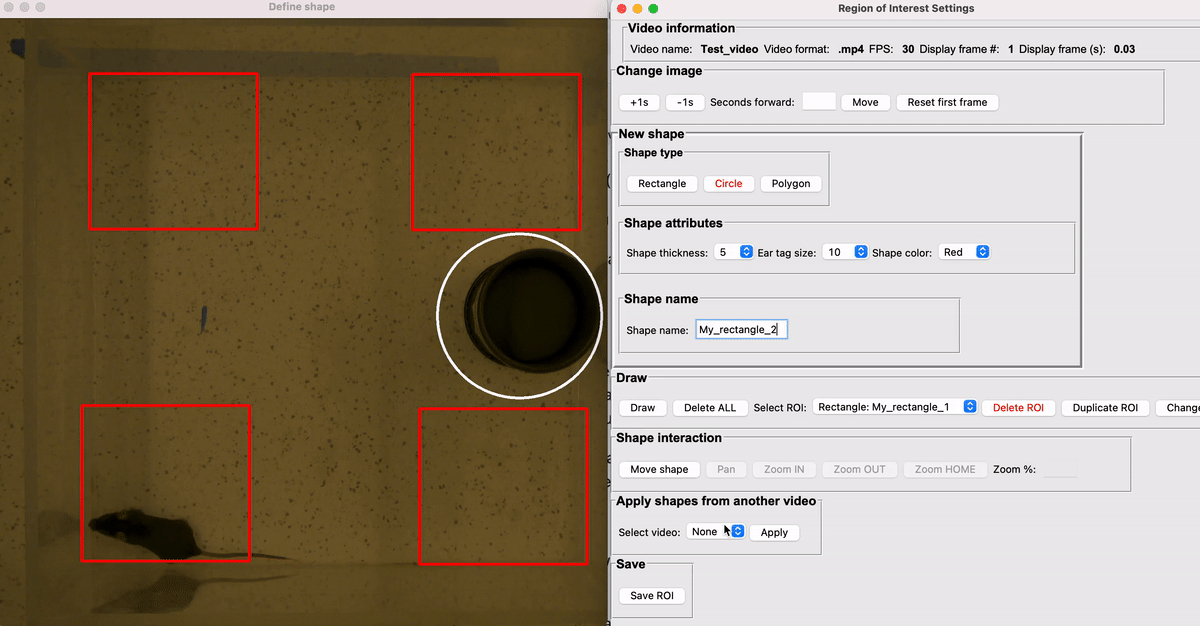 Define shape
Region of Interest Settings
Video information
Video name: Test_video Video format: .mp4 FPS: 30 Display frame #: 1 Display frame (s): 0.03
Change image
+1s -1s Seconds forward: Move Reset first frame
New shape
Shape type
Rectangle Circle Polygon
Shape attributes
Shape thickness: 5 Ear tag size: 10 Shape color: Red
Shape name
Shape name: My_rectangle_2
Draw
Draw Delete ALL Select ROI: Rectangle: My_rectangle_1 Delete ROI Duplicate ROI Change
Shape interaction
Move shape Pan Zoom IN Zoom OUT Zoom HOME Zoom %:
Apply shapes from another video
Select video: None Apply
Save
Save ROI